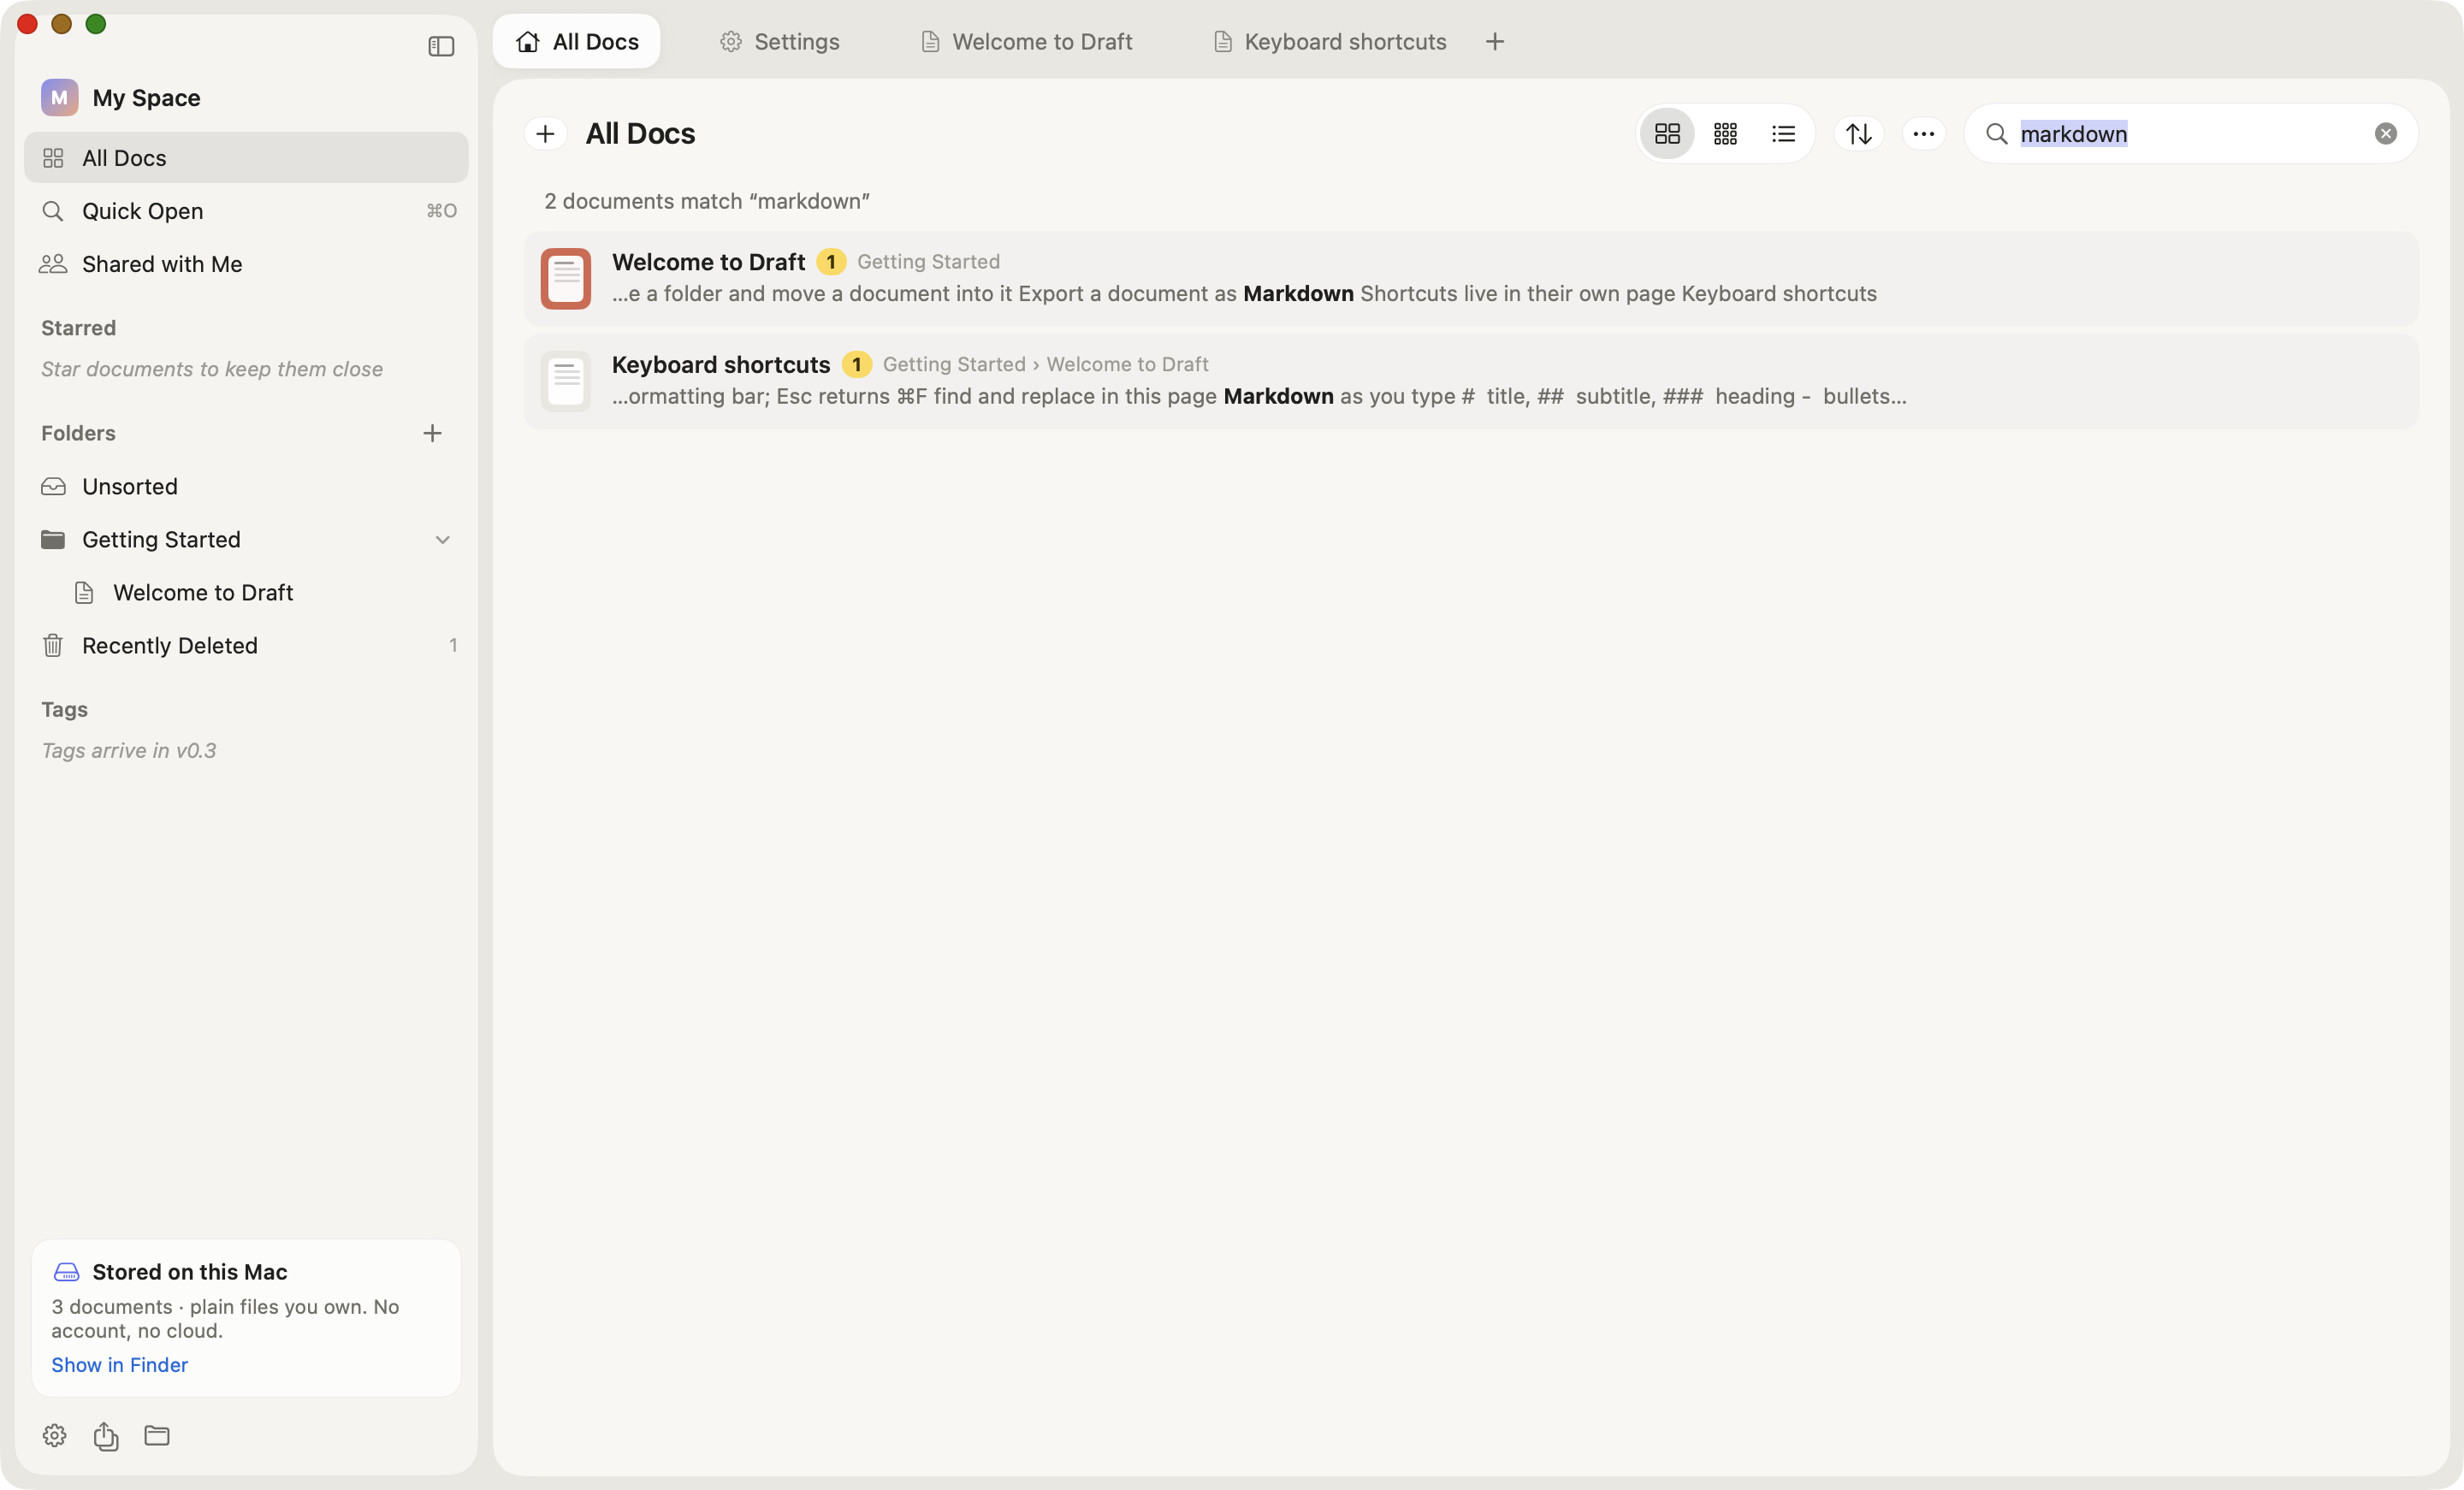 M My Space
All Docs
Quick Open ⌘O
Shared with Me
Starred
Star documents to keep them close
Folders
Unsorted
Getting Started
Welcome to Draft
Recently Deleted 1
Tags
Tags arrive in v0.3
Stored on this Mac
3 documents · plain files you own. No
account, no cloud.
Show in Finder
All Docs Settings Welcome to Draft Keyboard shortcuts
All Docs markdown
2 documents match “markdown”
Welcome to Draft 1 Getting Started
...e a folder and move a document into it Export a document as Markdown Shortcuts live in their own page Keyboard shortcuts
Keyboard shortcuts 1 Getting Started › Welcome to Draft
...ormatting bar; Esc returns ⌘F find and replace in this page Markdown as you type #  title, ##  subtitle, ###  heading -  bullets...